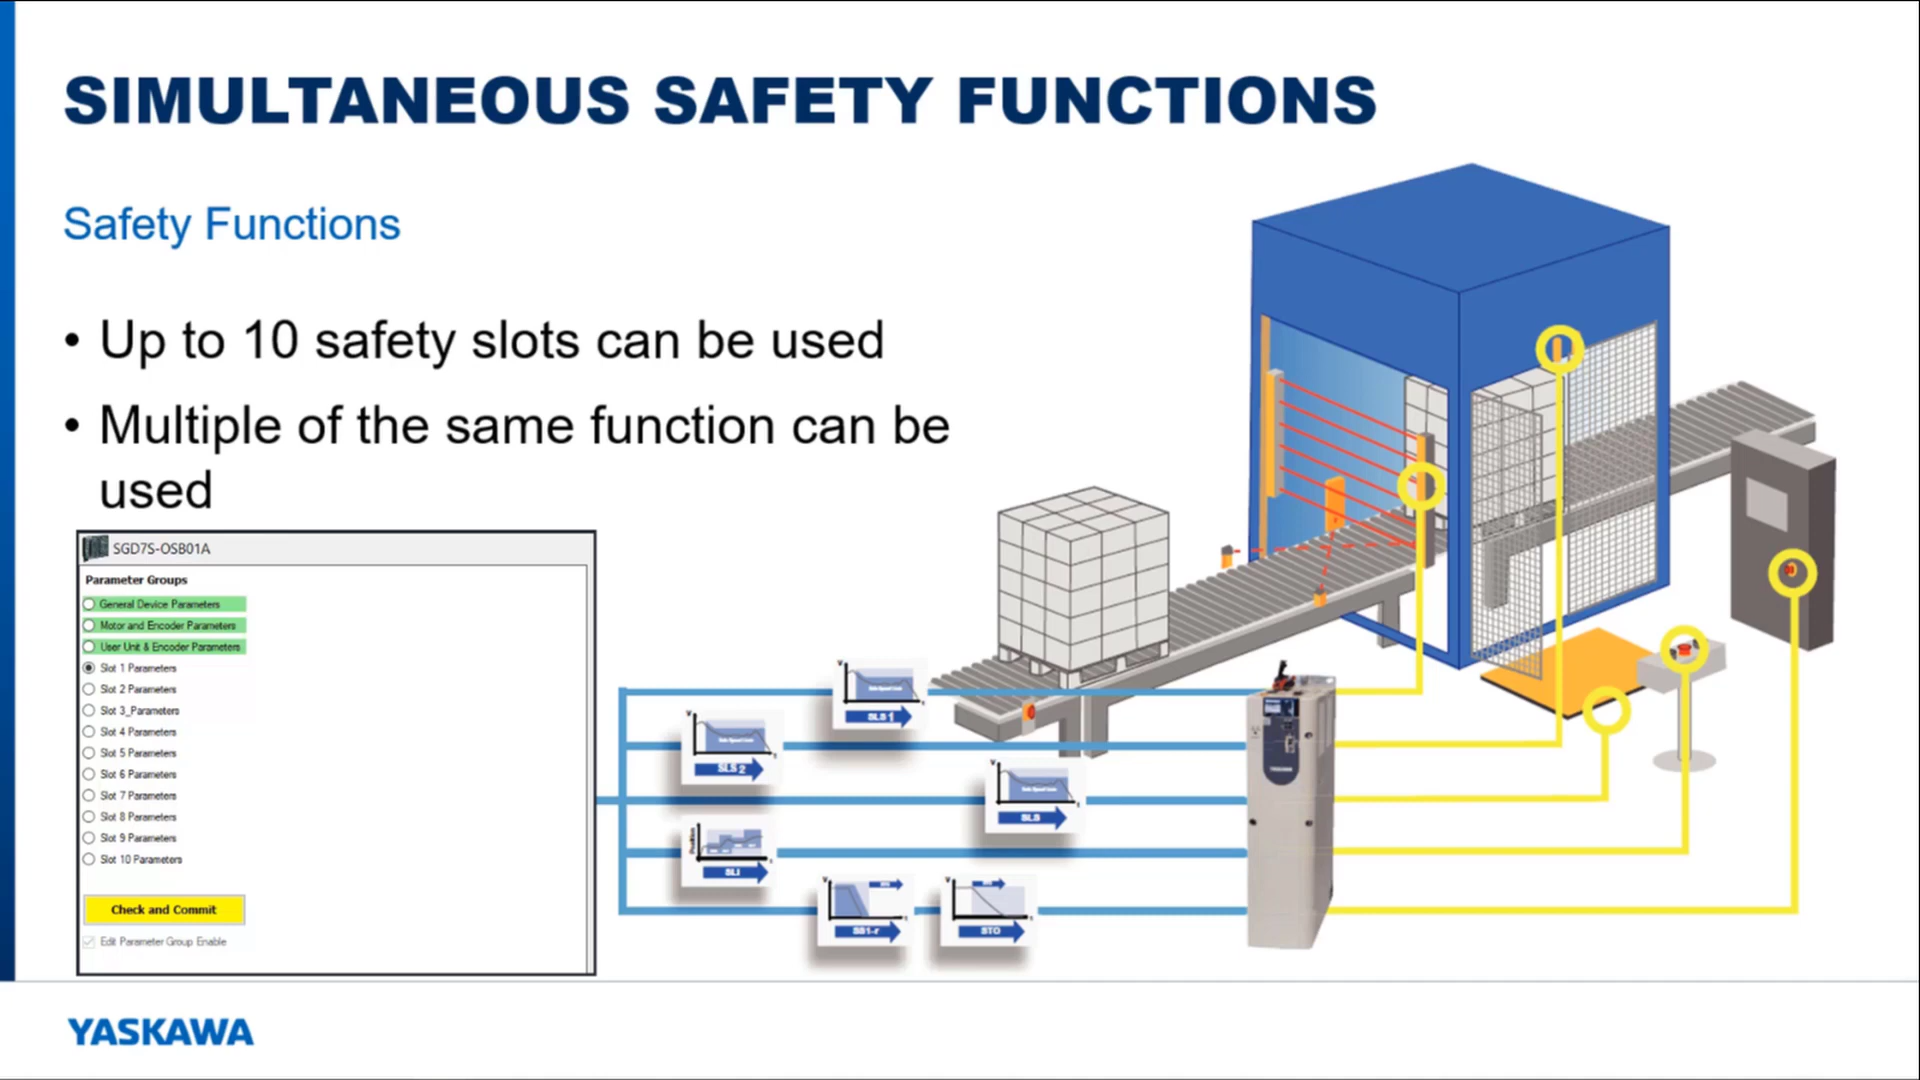 SIMULTANEOUS SAFETY FUNCTIONS
Safety Functions
• Up to 10 safety slots can be used
• Multiple of the same function can be
used
SGD7S-OSB01A
Parameter Groups
General Device Parameters
Motor and Encoder Parameters
User Unit & Encoder Parameters
Slot 1 Parameters
Slot 2 Parameters
Slot 3_Parameters
Slot 4 Parameters
Slot 5 Parameters
Slot 6 Parameters
Slot 7 Parameters
Slot 8 Parameters
Slot 9 Parameters
Slot 10 Parameters
Check and Commit
Edit Parameter Group Enable
V
t
SLS 1
V
t
SLS 2
V
t
SLS
Position
t
SLI
V
t
SS1-r
V
t
STO
YASKAWA